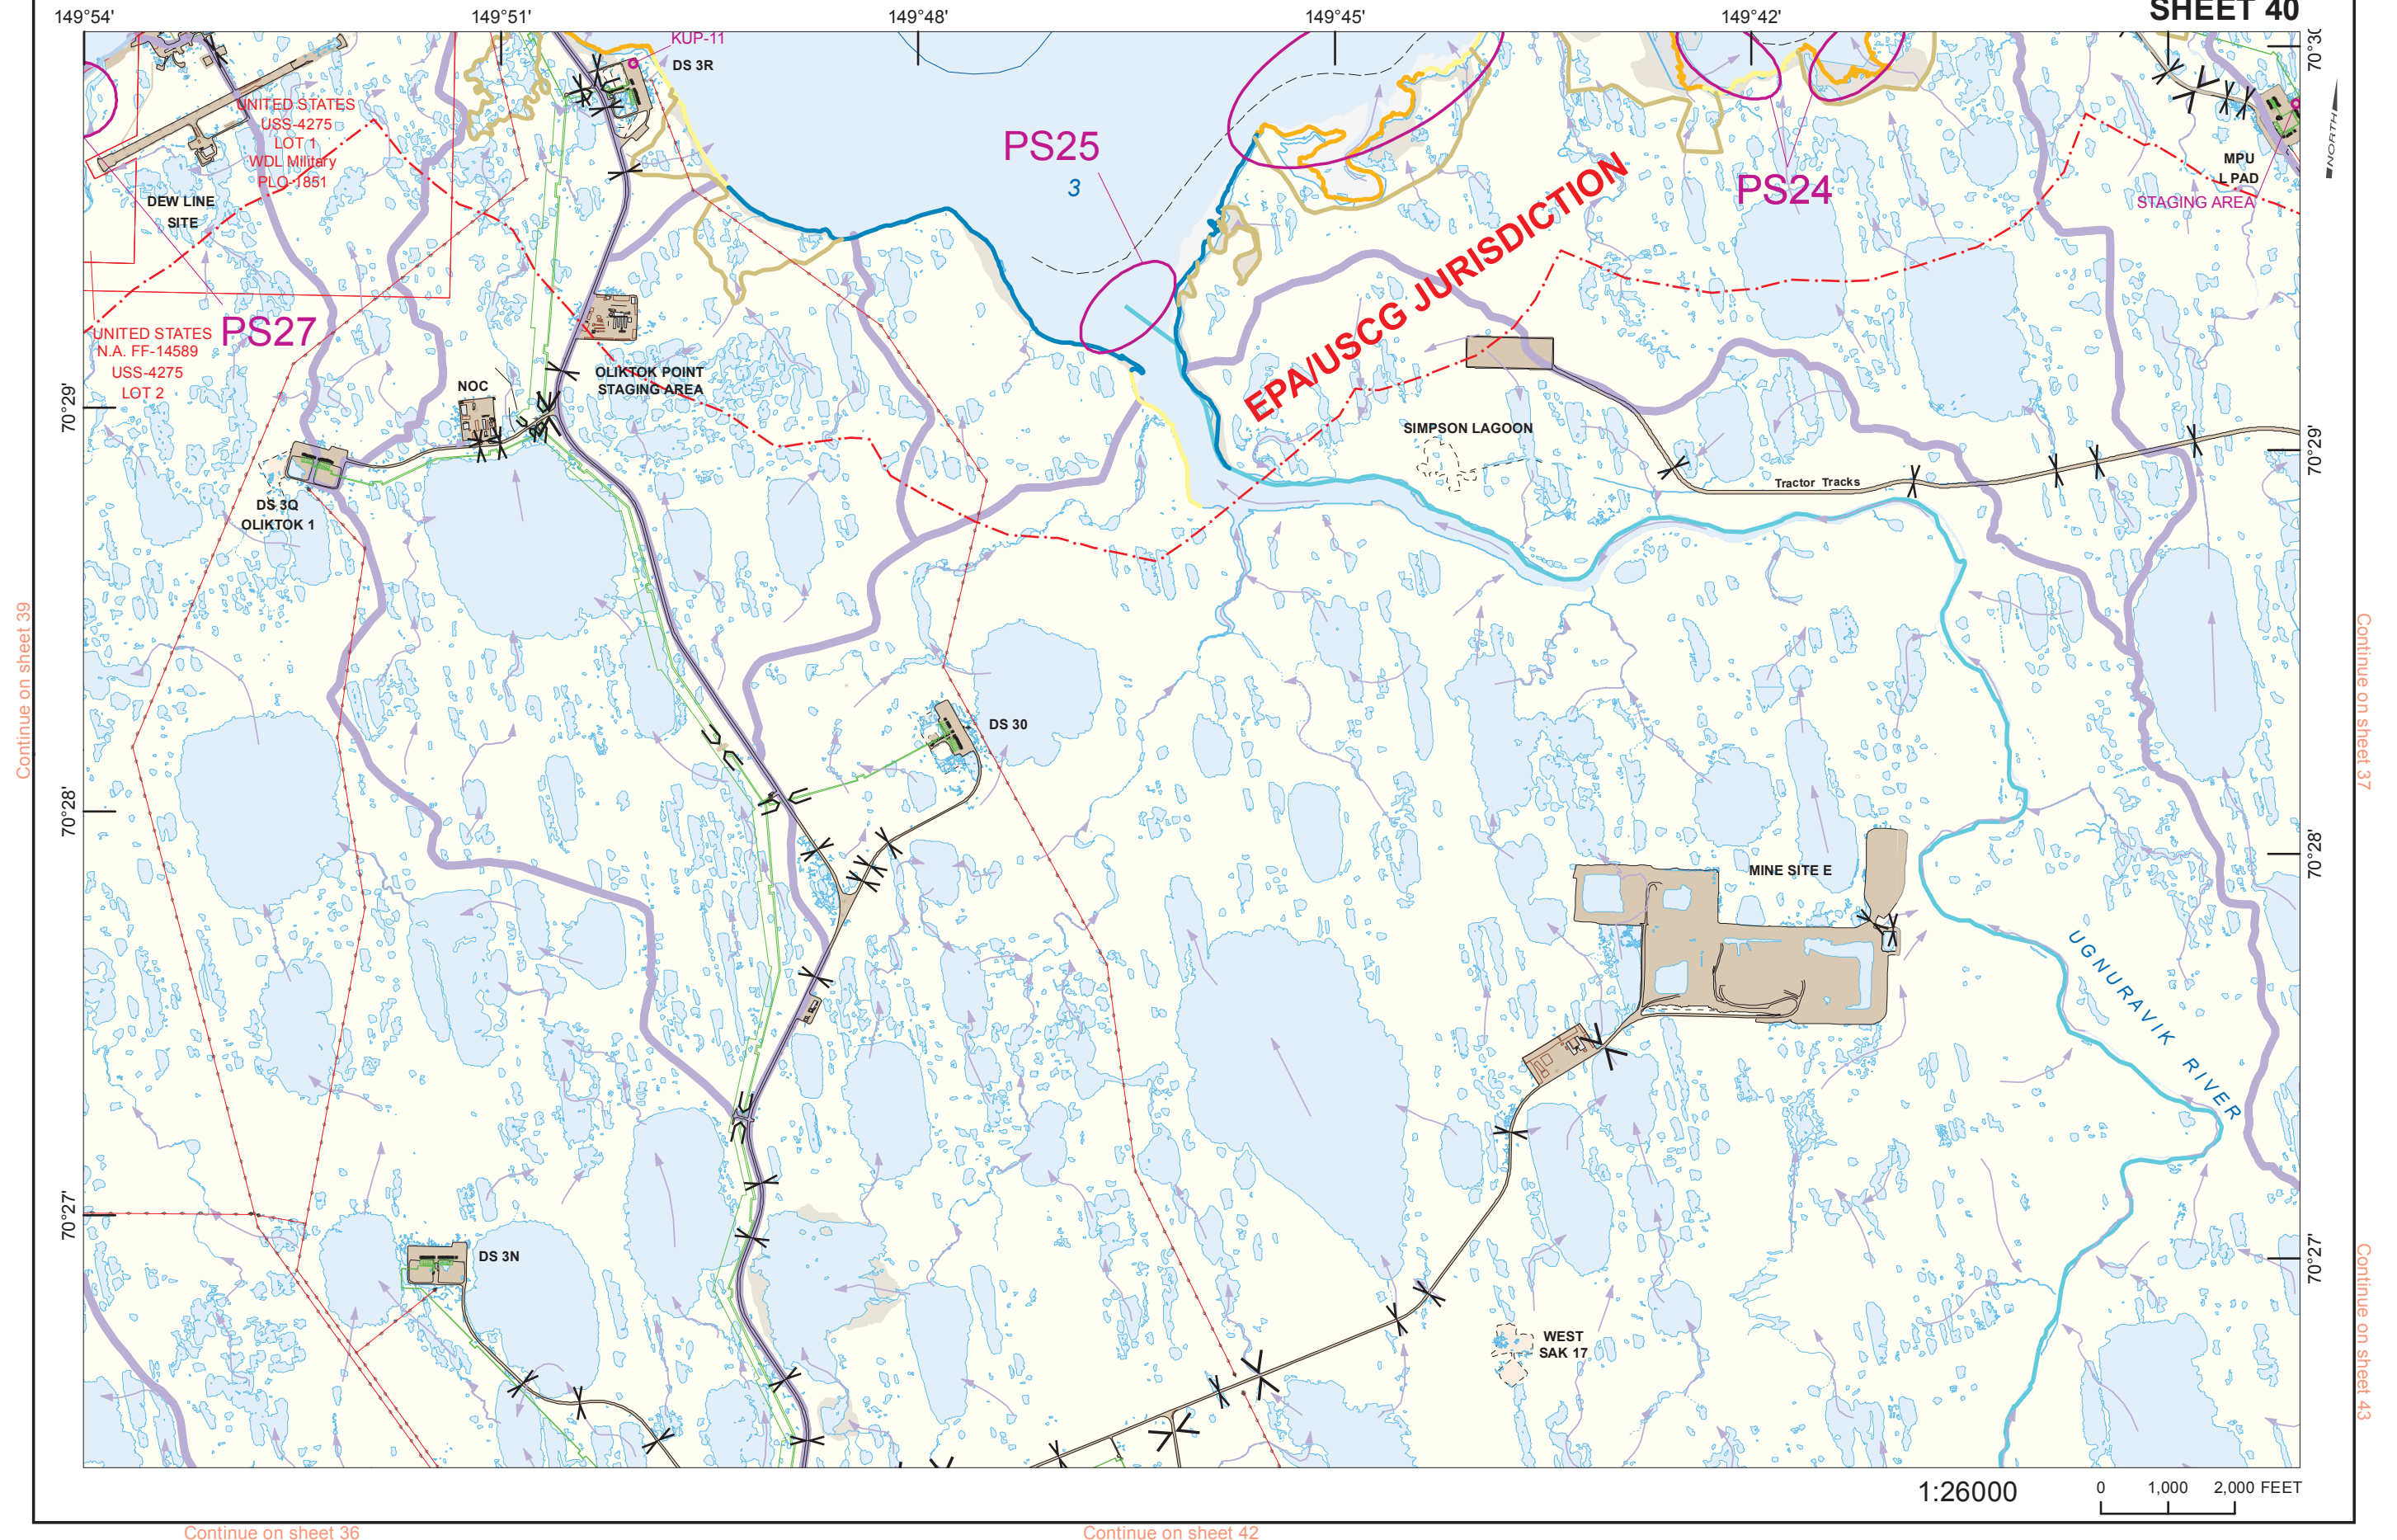 SHEET 40
149°54'
149°51'
149°48'
149°45'
149°42'
KUP-11
DS 3R
70°30
NORTH
UNITED STATES
USS-4275
LOT 1
WDL Military
PLO-1851
DEW LINE
SITE
PS25
3
PS24
EPA/USCG JURISDICTION
MPU
L PAD
STAGING AREA
UNITED STATES
N.A. FF-14589
USS-4275
LOT 2
PS27
NOC
OLIKTOK POINT
STAGING AREA
70°29'
70°29'
SIMPSON LAGOON
Tractor Tracks
DS 3Q
OLIKTOK 1
Continue on sheet 39
Continue on sheet 37
DS 30
70°28'
70°28'
MINE SITE E
UGNURAVIK RIVER
70°27'
70°27'
DS 3N
WEST
SAK 17
Continue on sheet 43
1:26000
0 1,000 2,000 FEET
Continue on sheet 36
Continue on sheet 42